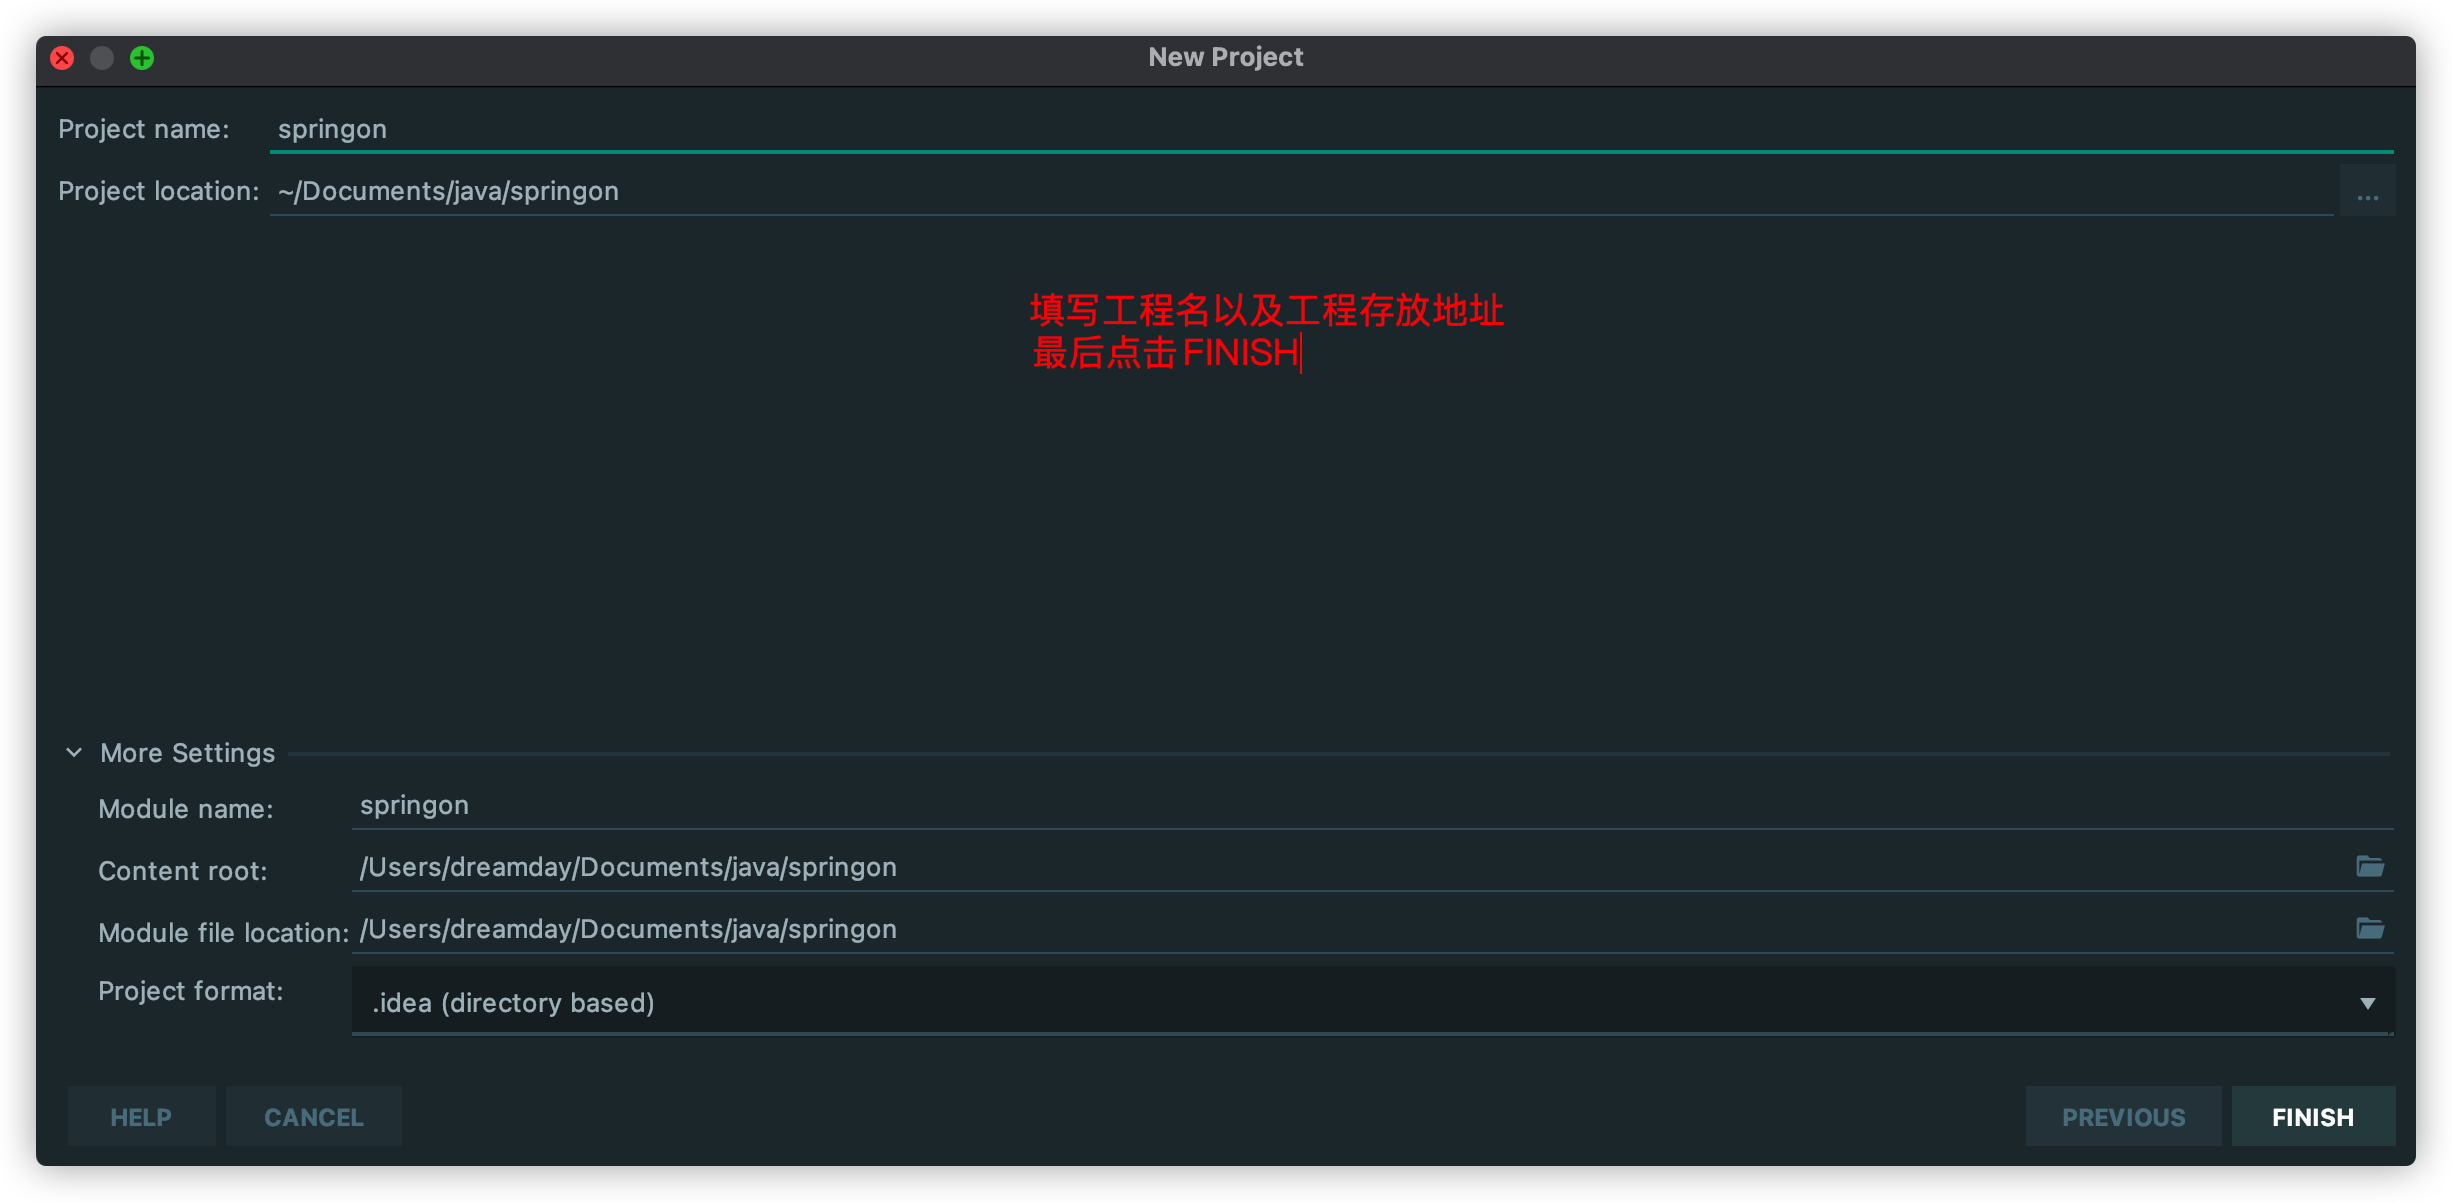 New Project
Project name: springon
Project location: ~/Documents/java/springon
...
填写工程名以及工程存放地址
最后点击FINISH
More Settings
Module name: springon
Content root: /Users/dreamday/Documents/java/springon
Module file location: /Users/dreamday/Documents/java/springon
Project format: .idea (directory based)
HELP CANCEL PREVIOUS FINISH